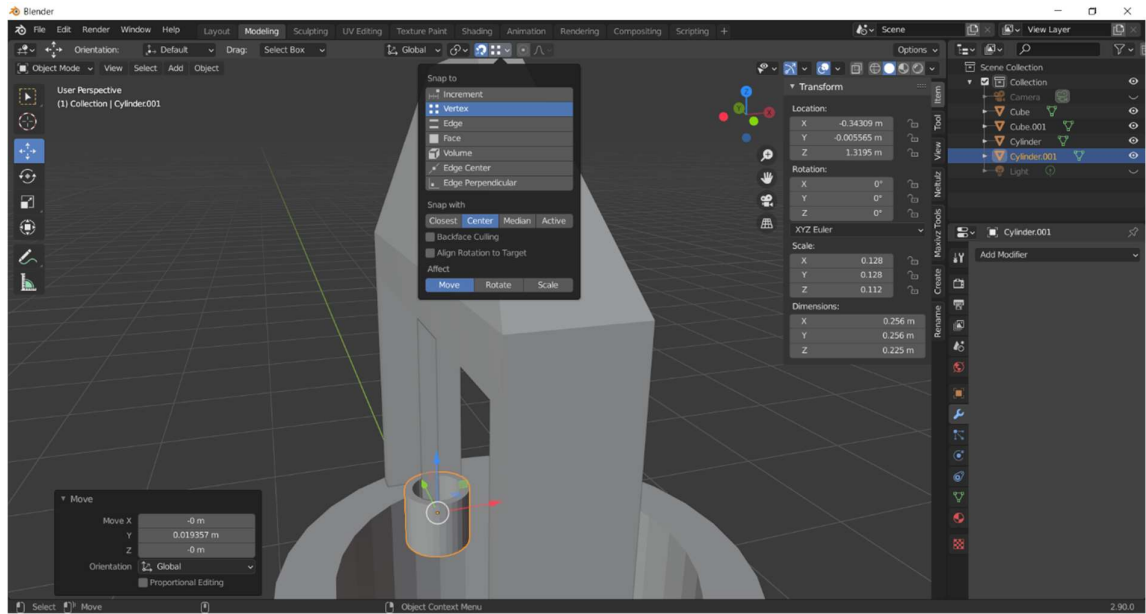 Blender
File Edit Render Window Help Layout Modeling Sculpting UV Editing Texture Paint Shading Animation Rendering Compositing Scripting + Scene View Layer
Orientation: Default Drag: Select Box Global Options
Object Mode View Select Add Object
User Perspective
(1) Collection | Cylinder.001
Snap to
Increment
Vertex
Edge
Face
Volume
Edge Center
Edge Perpendicular
Snap with
Closest Center Median Active
Backface Culling
Align Rotation to Target
Affect
Move Rotate Scale
Y
Z
X
Transform
Location:
X -0.34309 m
Y -0.005565 m
Z 1.3195 m
Rotation:
X 0°
Y 0°
Z 0°
XYZ Euler
Scale:
X 0.128
Y 0.128
Z 0.112
Dimensions:
X 0.256 m
Y 0.256 m
Z 0.225 m
Item
Tool
View
Neltulz
Maxivz Tools
Create
Rename
Scene Collection
Collection
Camera
Cube
Cube.001
Cylinder
Cylinder.001
Light
Cylinder.001
Add Modifier
Move
Move X -0 m
Y 0.019357 m
Z -0 m
Orientation Global
Proportional Editing
Select Move Object Context Menu 2.90.0